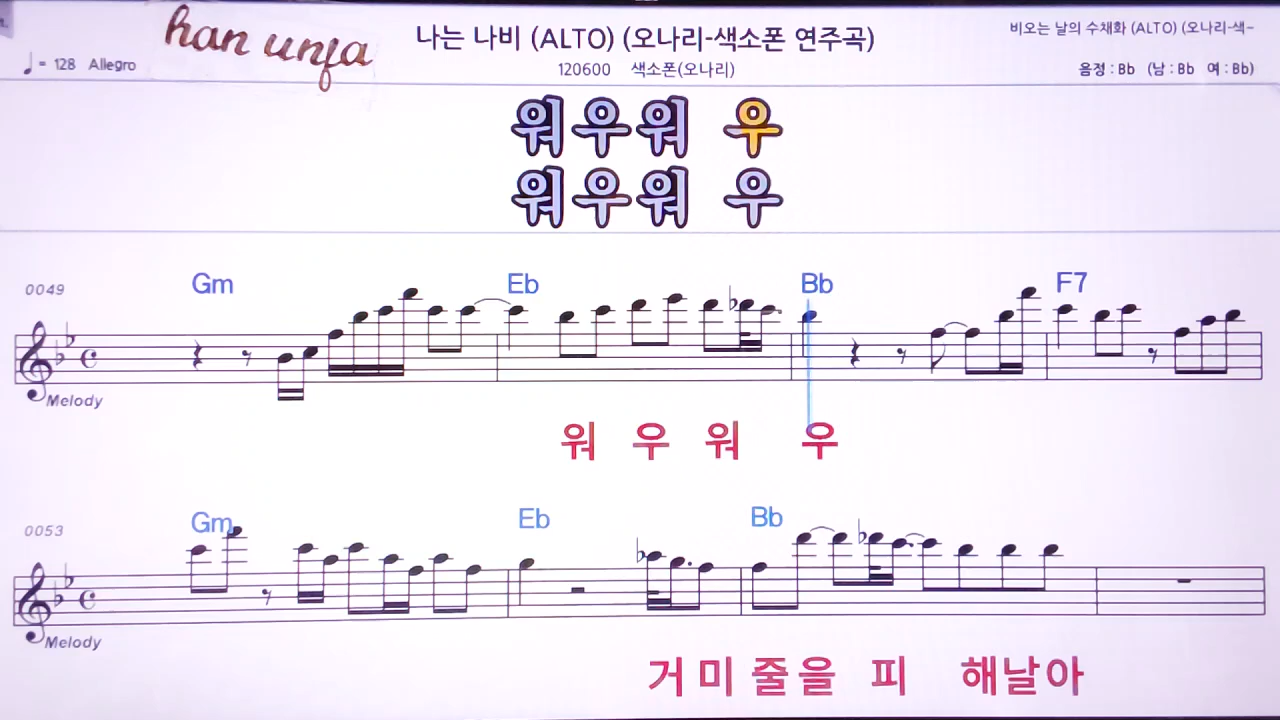 han unja
나는 나비 (ALTO) (오나리-색소폰 연주곡)
비오는 날의 수채화 (ALTO) (오나리-색-
♩= 128 Allegro
120600 색소폰(오나리)
음정 : Bb (남 : Bb 여 : Bb)
워우워 우
워우워 우
0049 Gm Eb Bb F7
Melody
워 우 워 우
0053 Gm Eb Bb
Melody
거 미 줄을 피 해날아